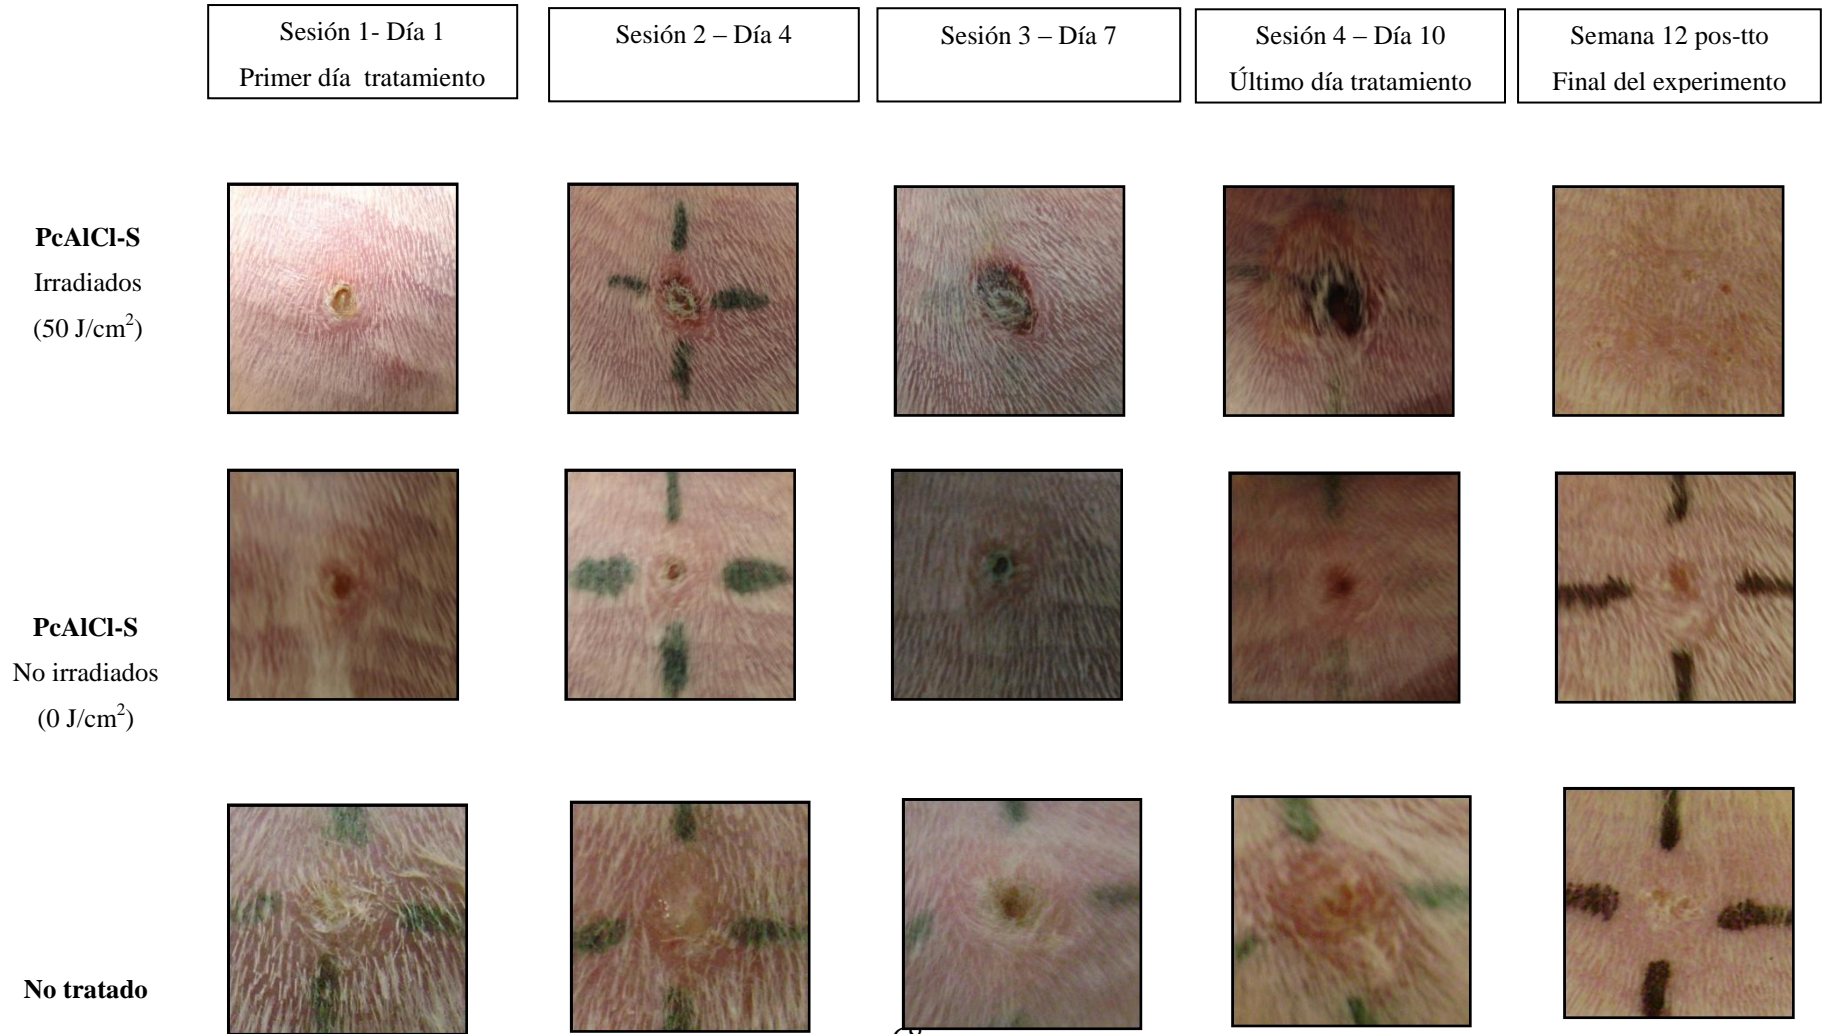 Sesión 1- Día 1
Primer día tratamiento
Sesión 2 – Día 4
Sesión 3 – Día 7
Sesión 4 – Día 10
Último día tratamiento
Semana 12 pos-tto
Final del experimento
PcAlCl-S
Irradiados
(50 J/cm²)
PcAlCl-S
No irradiados
(0 J/cm²)
No tratado